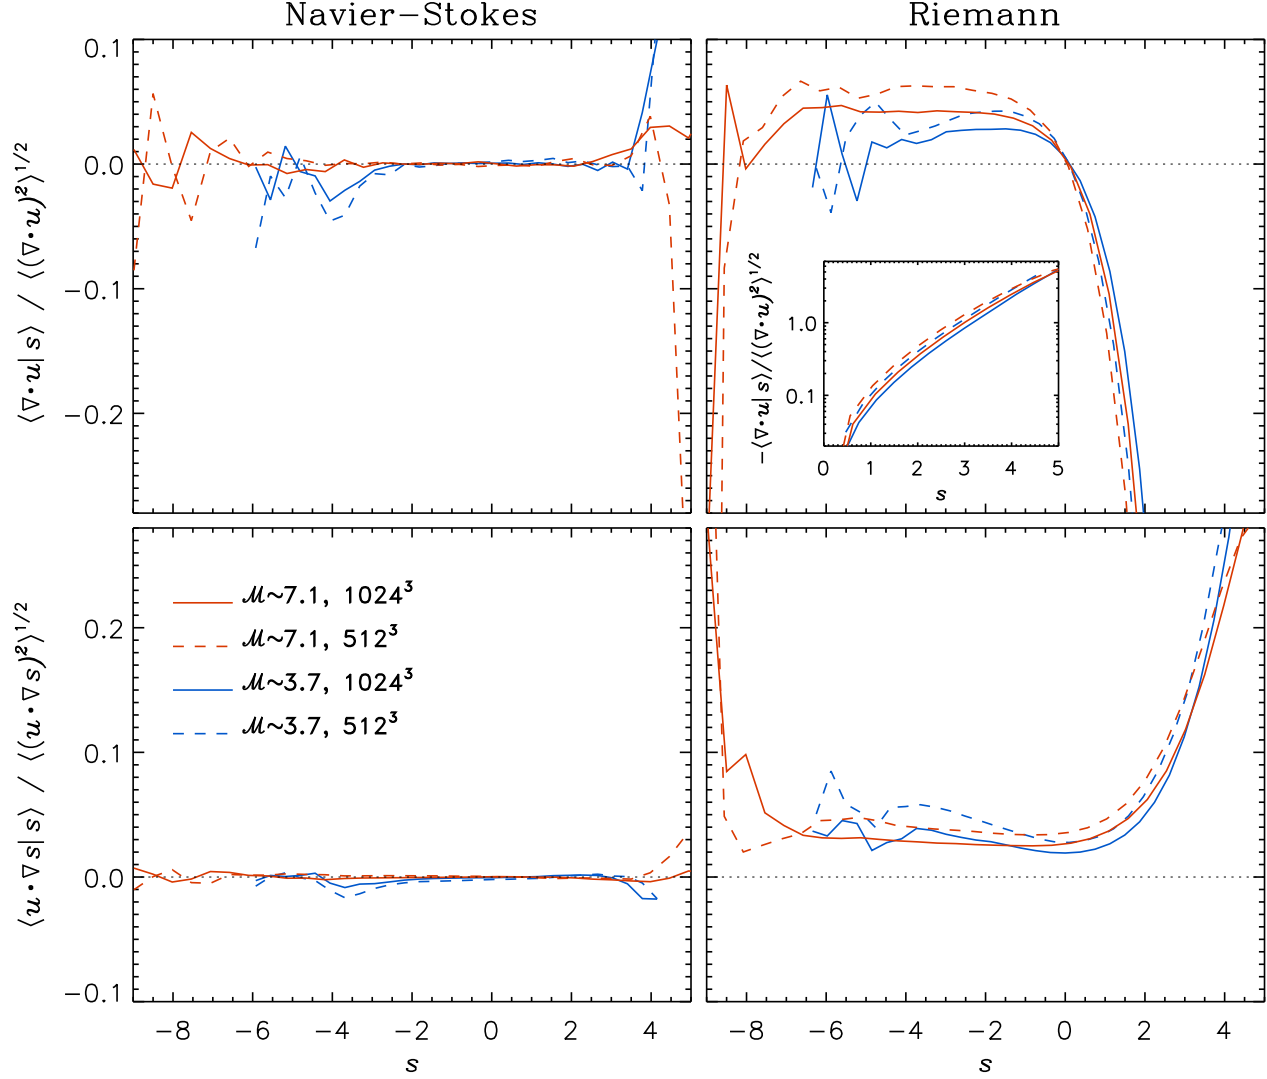 Navier−Stokes
Riemann
⟨∇•u| s⟩ / ⟨(∇•u)²⟩^1/2
0.1
0.0
−0.1
−0.2
−⟨∇•u| s⟩/⟨(∇•u)²⟩^1/2
1.0
0.1
0 1 2 3 4 5
s
⟨u•∇s| s⟩ / ⟨(u•∇s)²⟩^1/2
0.2
0.1
0.0
−0.1
ℳ~7.1, 1024³
ℳ~7.1, 512³
ℳ~3.7, 1024³
ℳ~3.7, 512³
−8 −6 −4 −2 0 2 4
s
−8 −6 −4 −2 0 2 4
s